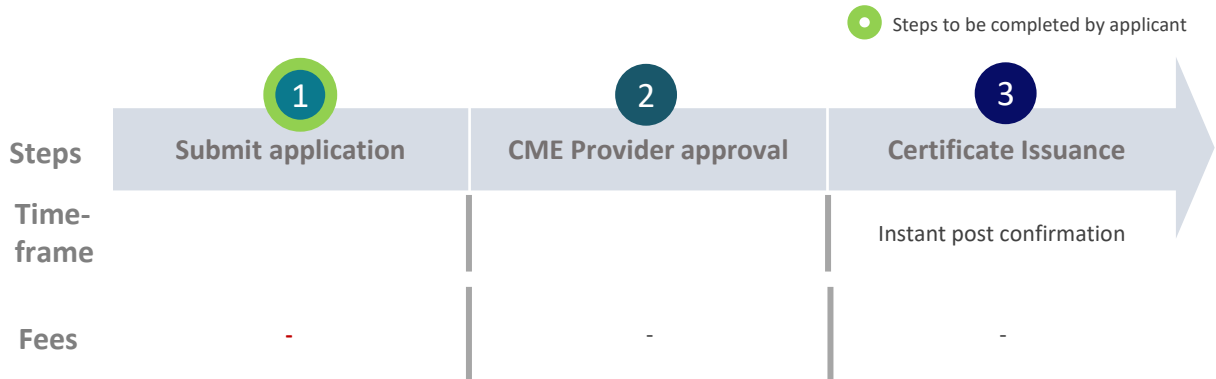 Steps to be completed by applicant
1
2
3
Steps
Submit application
CME Provider approval
Certificate Issuance
Time-
frame
Instant post confirmation
Fees
-
-
-